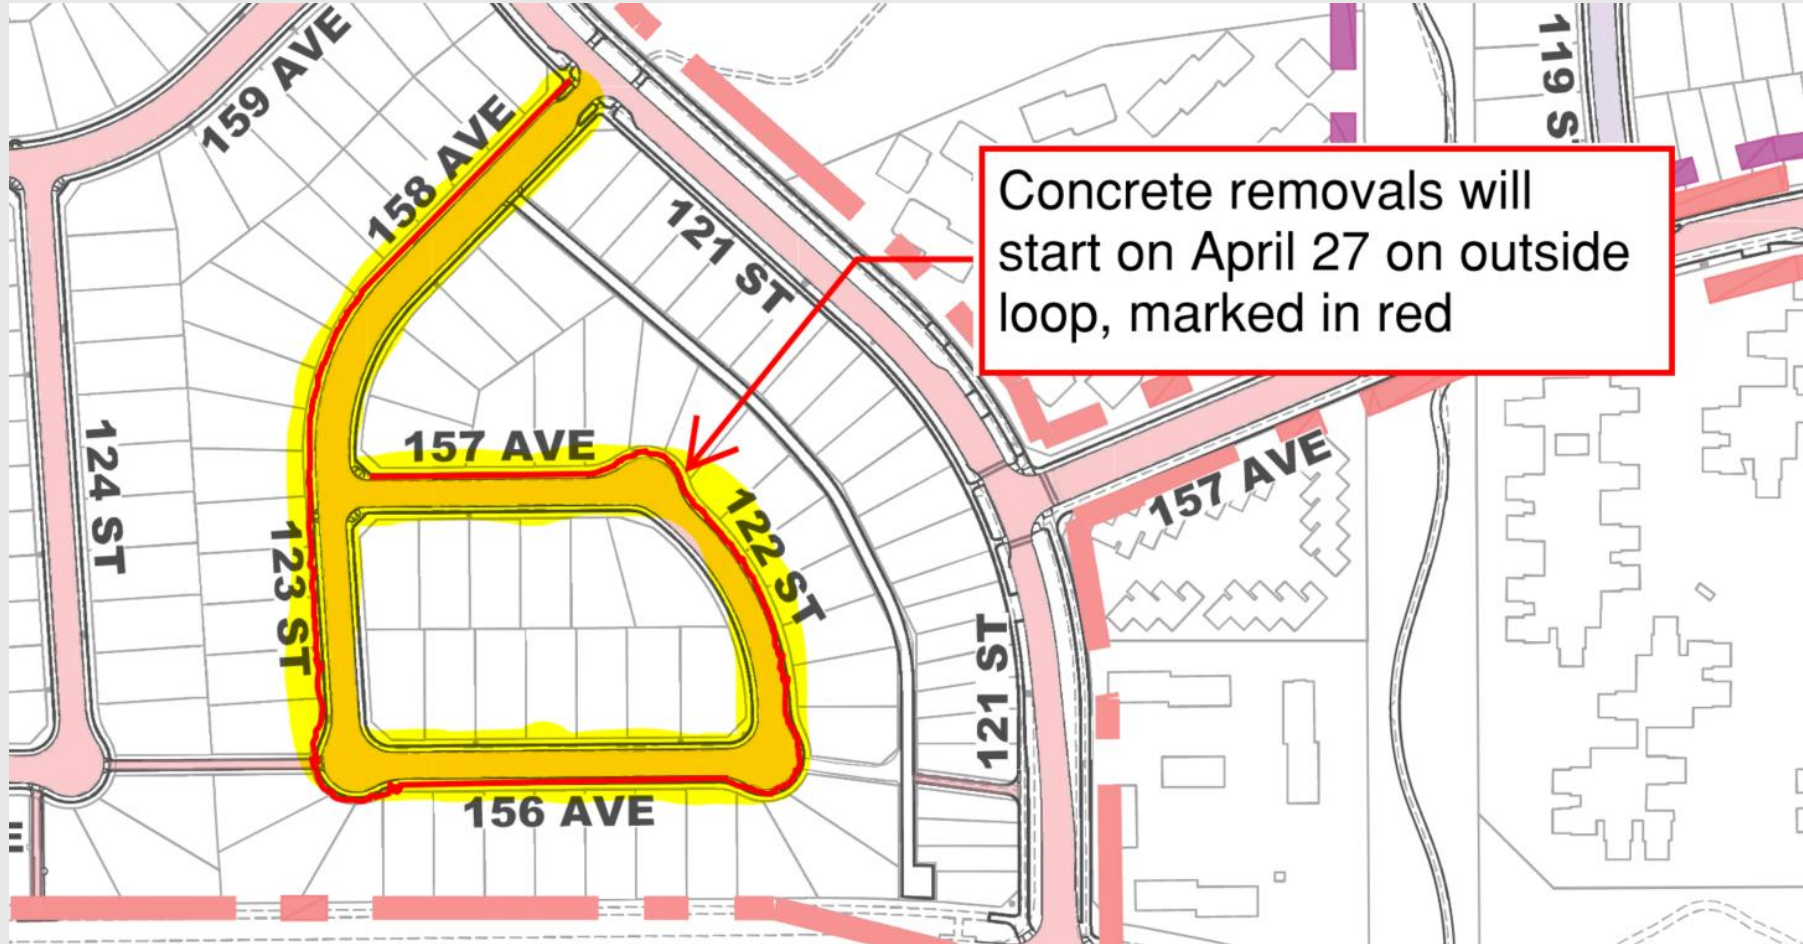 159 AVE
119 S
158 AVE
Concrete removals will
start on April 27 on outside
loop, marked in red
121 ST
157 AVE
124 ST
157 AVE
122 ST
123 ST
121 ST
156 AVE
E